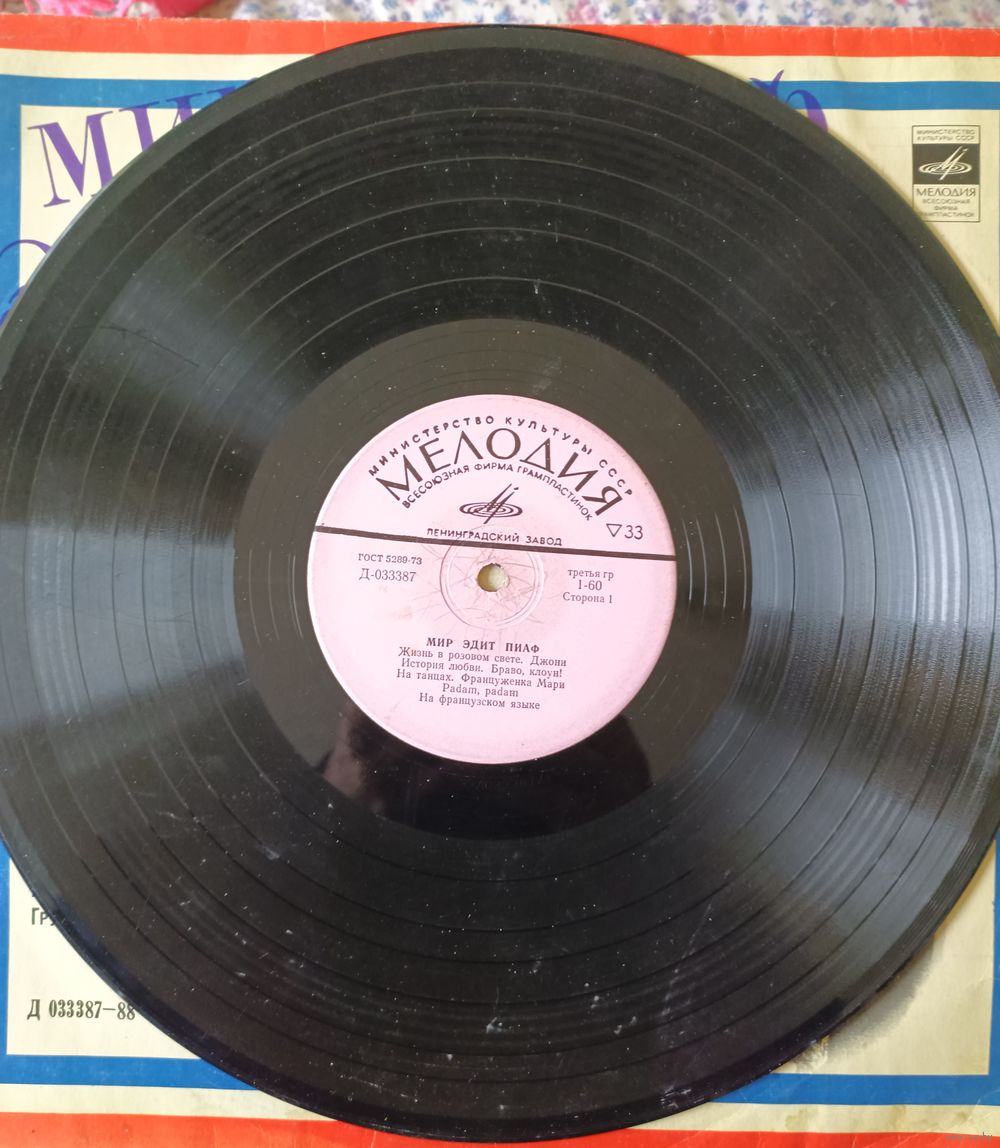 МИ
МИНИСТЕРСТВО
КУЛЬТУРЫ СССР
МЕЛОДИЯ
ВСЕСОЮЗНАЯ
ФИРМА
ГРАМПЛАСТИНОК
МИНИСТЕРСТВО КУЛЬТУРЫ СССР
МЕЛОДИЯ
ВСЕСОЮЗНАЯ ФИРМА ГРАМПЛАСТИНОК
ЛЕНИНГРАДСКИЙ ЗАВОД
33
ГОСТ 5289-73
Д-033387
третья гр
1-60
Сторона 1
МИР ЭДИТ ПИАФ
Жизнь в розовом свете. Джони
История любви. Браво, клоун!
На танцах. Француженка Мари
Padam, padam
На французском языке
Гру
Д 033387—88